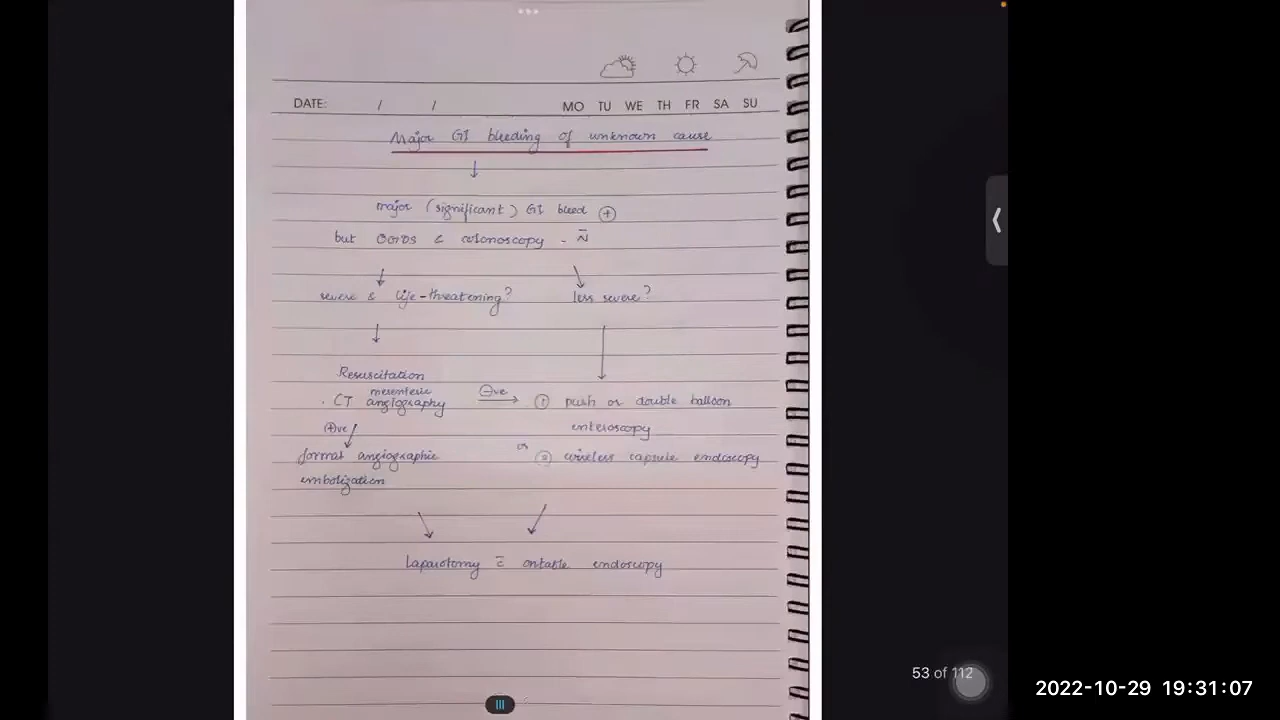 DATE: / /
MO TU WE TH FR SA SU
Major GI bleeding of unknown cause
↓
major (significant) GI bleed ⊕
but OGDS & colonoscopy - N̄
↓ ↘
severe & life-threatening? less severe?
↓ ↓
Resuscitation
mesenteric
. CT angiography ⊖ve → ① push or double balloon
enteroscopy
⊕ve ↓
or
formal angiographic ② wireless capsule endoscopy
embolization
↘ ↙
Laparotomy c̄ ontable endoscopy
53 of 112
2022-10-29 19:31:07